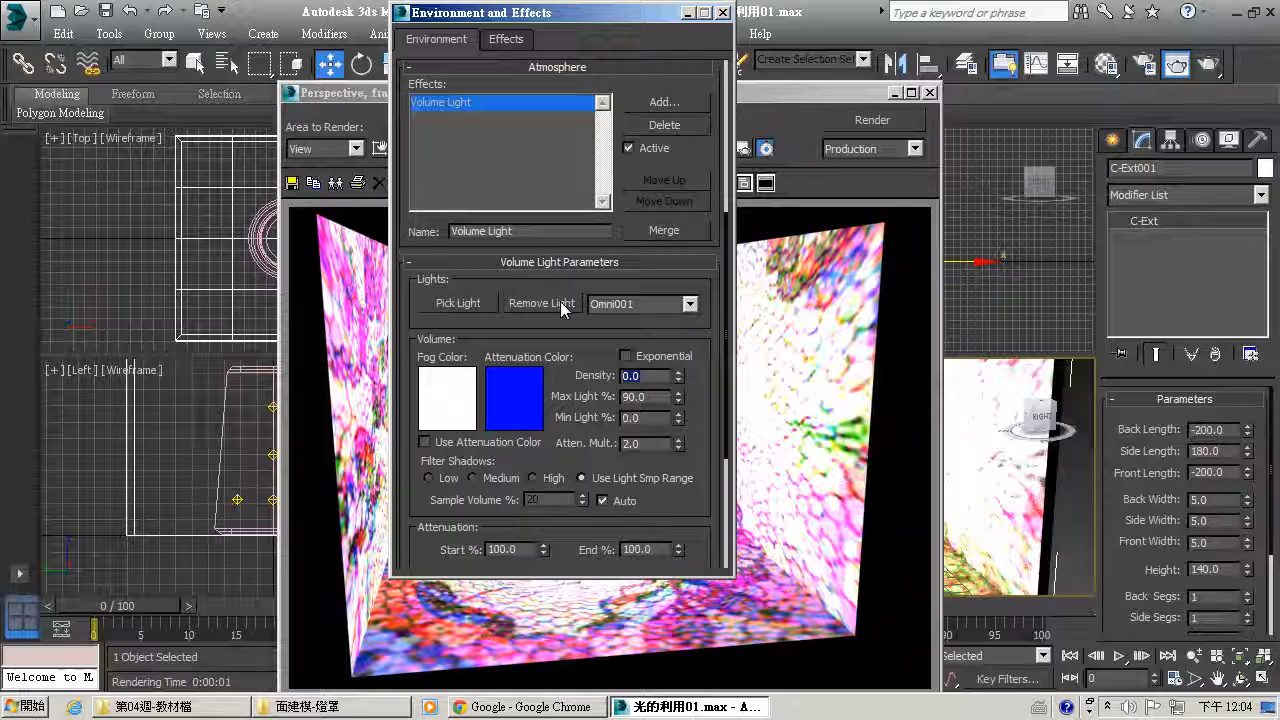 Autodesk 3ds Max
Environment and Effects
利用01.max
Type a keyword or phrase
Edit
Tools
Group
Views
Create
Modifiers
Help
Environment
Effects
All
Create Selection Set
Modeling
Freeform
Selection
Polygon Modeling
Perspective, fra
Area to Render:
View
Render
Production
[+][Top][Wireframe]
[+][Left][Wireframe]
Atmosphere
Effects:
Volume Light
Add...
Delete
Active
Move Up
Move Down
Merge
Name:
Volume Light
Volume Light Parameters
Lights:
Pick Light
Remove Light
Omni001
Volume:
Fog Color:
Attenuation Color:
Exponential
Density:
0.0
Max Light %:
90.0
Min Light %:
0.0
Use Attenuation Color
Atten. Mult.:
2.0
Filter Shadows:
Low
Medium
High
Use Light Smp Range
Sample Volume %:
20
Auto
Attenuation:
Start %:
100.0
End %:
100.0
C-Ext001
Modifier List
C-Ext
RIGHT
Parameters
Back Length:
-200.0
Side Length:
180.0
Front Length:
-200.0
Back Width:
5.0
Side Width:
5.0
Front Width:
5.0
Height:
140.0
Back Segs:
1
Side Segs:
1
0 / 100
0
5
10
15
95
100
1 Object Selected
Welcome to M
Rendering Time: 0:00:01
Selected
Key Filters...
0
開始
第04週-教材檔
面建模-燈罩
Google - Google Chrome
光的利用01.max - A...
下午 12:04